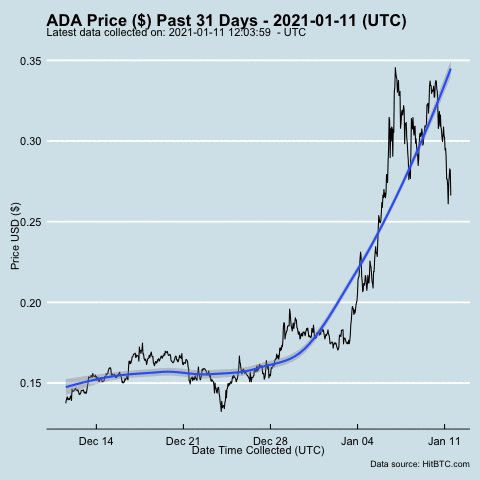 ADA Price ($) Past 31 Days - 2021-01-11 (UTC)
Latest data collected on: 2021-01-11 12:03:59 - UTC
0.35
0.30
0.25
0.20
0.15
Price USD ($)
Dec 14 Dec 21 Dec 28 Jan 04 Jan 11
Date Time Collected (UTC)
Data source: HitBTC.com